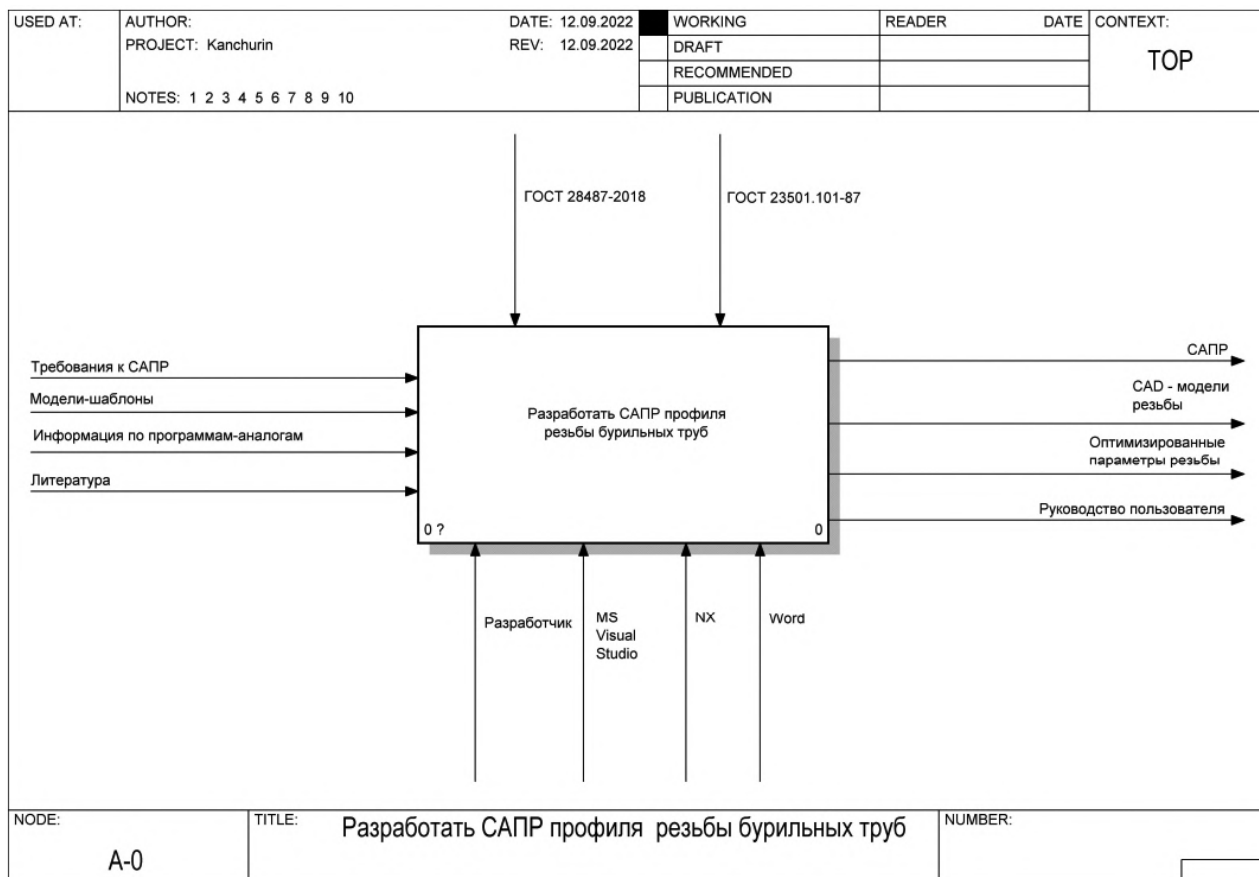 USED AT:
AUTHOR:
DATE: 12.09.2022
WORKING
READER
DATE
CONTEXT:
PROJECT: Kanchurin
REV: 12.09.2022
DRAFT
TOP
RECOMMENDED
NOTES: 1 2 3 4 5 6 7 8 9 10
PUBLICATION
ГОСТ 28487-2018
ГОСТ 23501.101-87
Требования к САПР
Модели-шаблоны
Информация по программам-аналогам
Литература
Разработать САПР профиля
резьбы бурильных труб
0 ?
0
САПР
CAD - модели
резьбы
Оптимизированные
параметры резьбы
Руководство пользователя
Разработчик
MS
Visual
Studio
NX
Word
NODE:
A-0
TITLE:
Разработать САПР профиля резьбы бурильных труб
NUMBER: